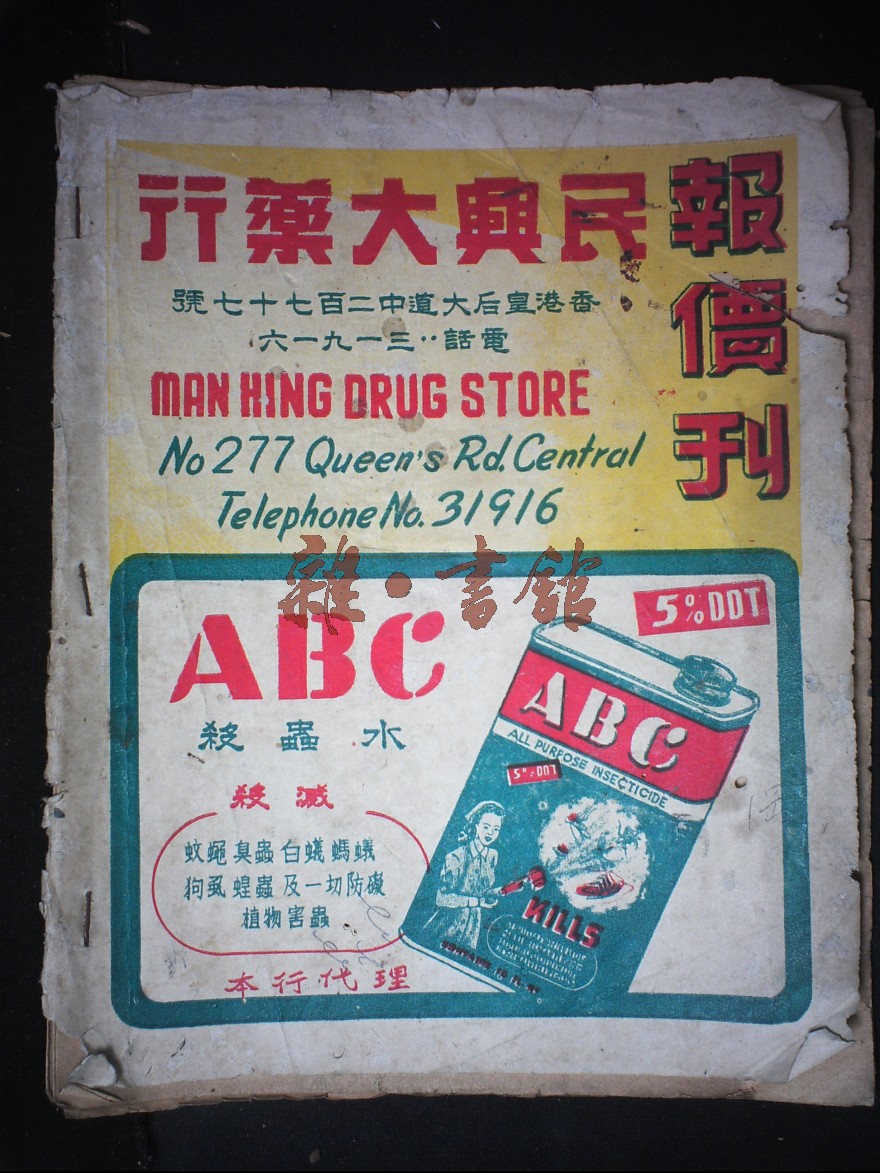 報價刊
民興大藥行
香港皇后大道中二百七十七號
電話：三一九一六
MAN HING DRUG STORE
No 277 Queen's Rd. Central
Telephone No. 31916
雜·書館
5% DDT
ABC
殺蟲水
殺滅
蚊蠅臭蟲白蟻螞蟻
狗虱蝗蟲及一切防礙
植物害蟲
本行代理
ABC
ALL PURPOSE INSECTICIDE
5% DDT
KILLS